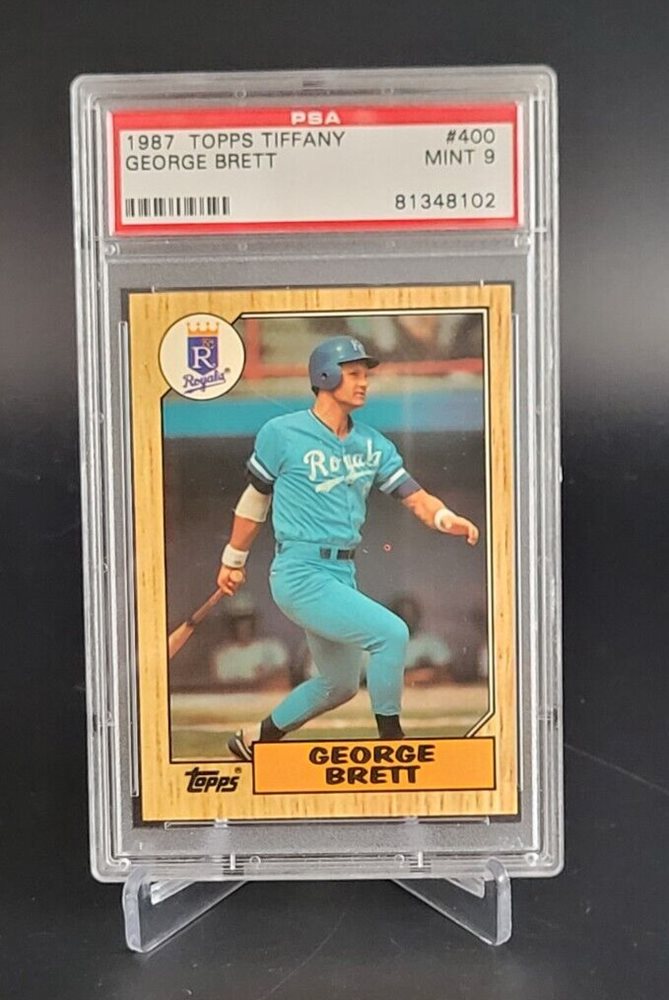 PSA
1987 TOPPS TIFFANY #400
GEORGE BRETT MINT 9
81348102
R
Royals
Royals
GEORGE
BRETT
topps